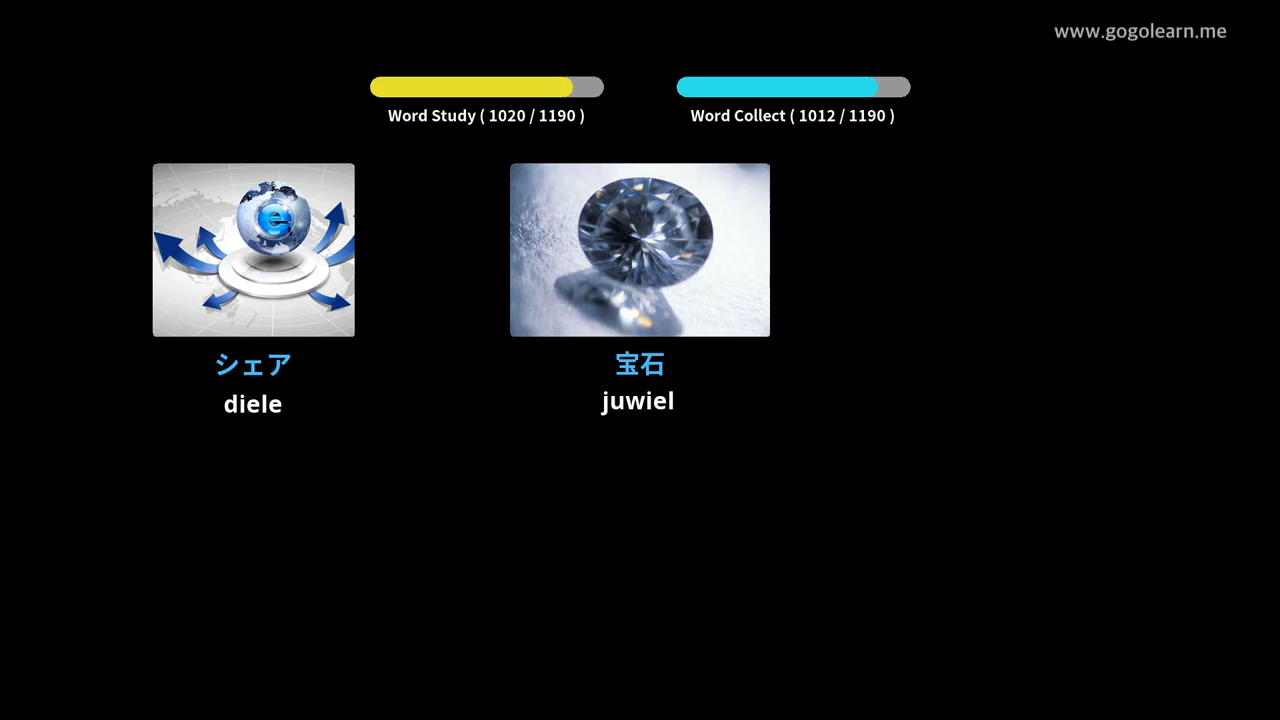 www.gogolearn.me
Word Study ( 1020 / 1190 )
Word Collect ( 1012 / 1190 )
e
シェア
diele
宝石
juwiel